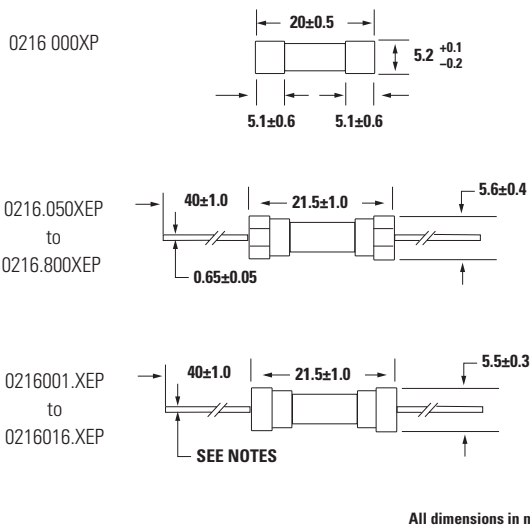 0216 000XP
20±0.5
5.2 +0.1
−0.2
5.1±0.6 5.1±0.6
0216.050XEP
to
0216.800XEP
40±1.0 21.5±1.0 5.6±0.4
0.65±0.05
0216001.XEP
to
0216016.XEP
40±1.0 21.5±1.0 5.5±0.3
SEE NOTES
All dimensions in